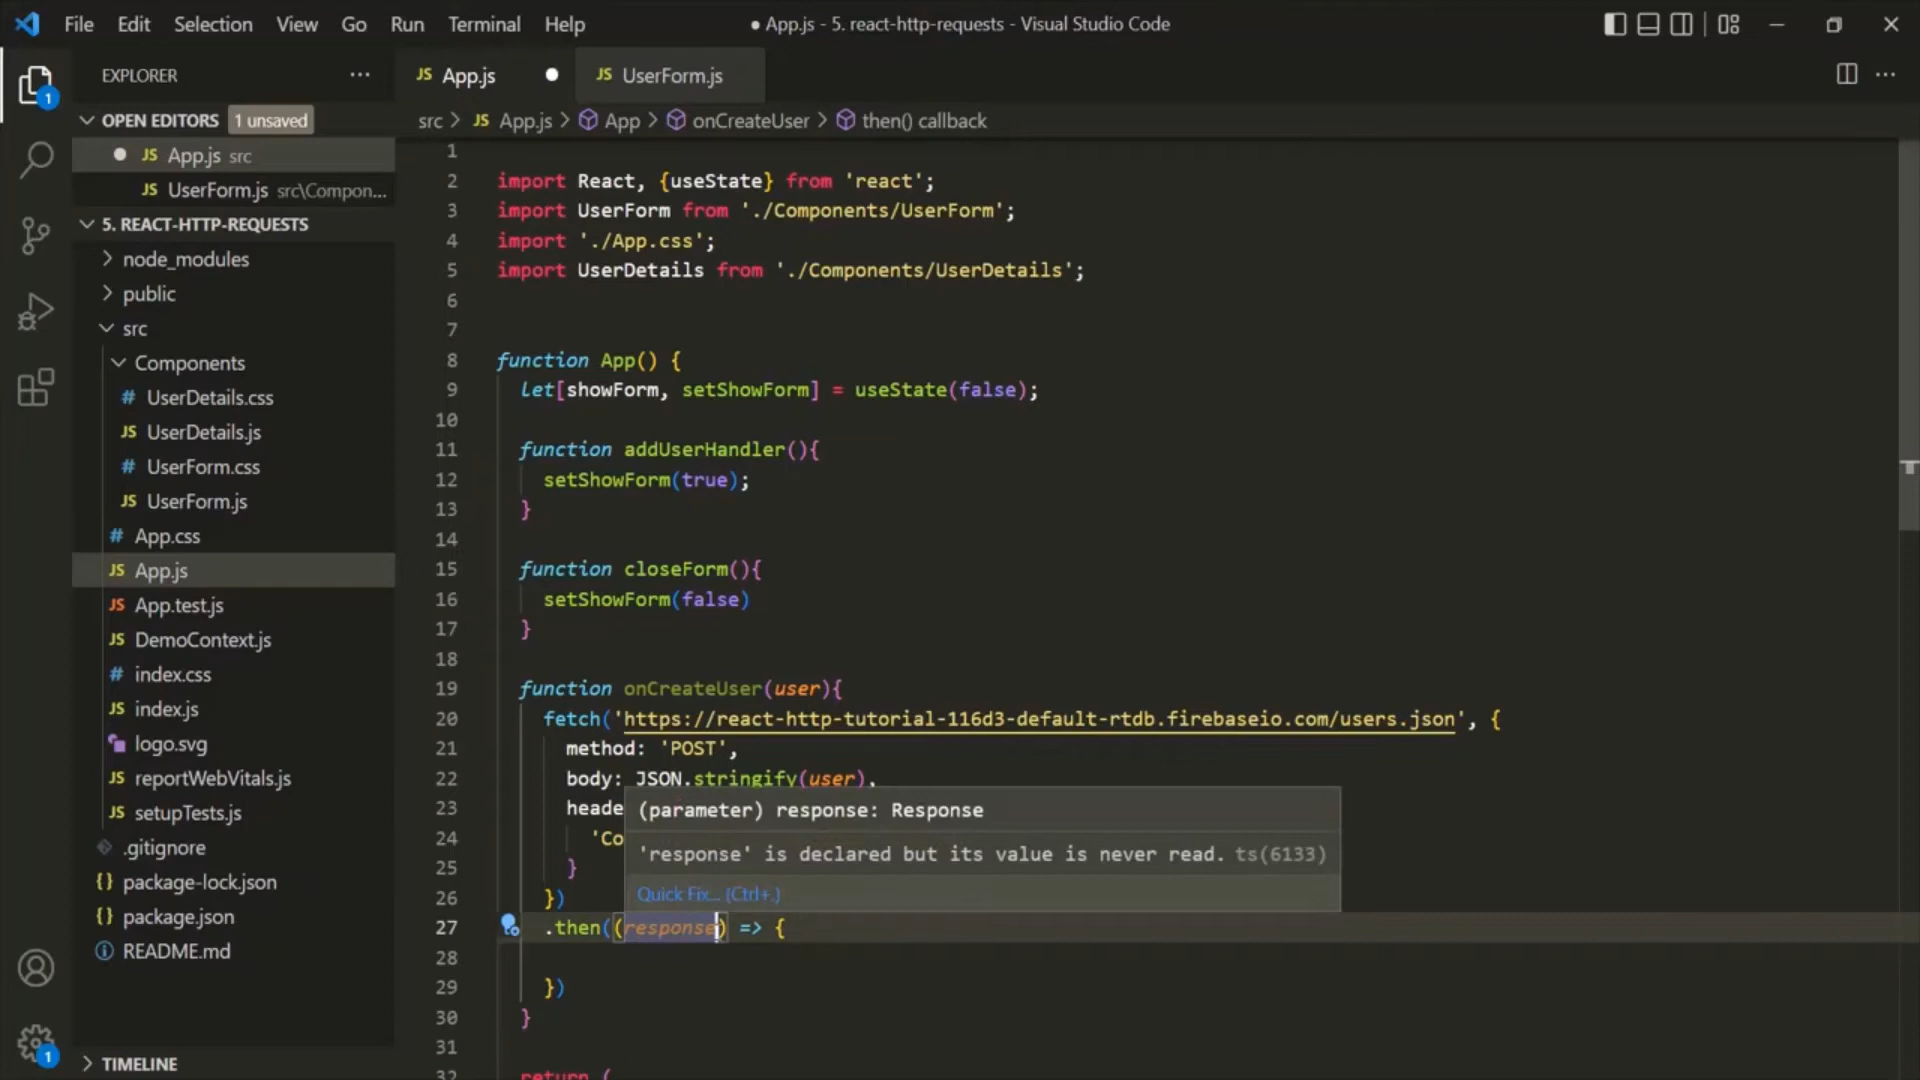 File Edit Selection View Go Run Terminal Help
● App.js - 5. react-http-requests - Visual Studio Code
EXPLORER
JS App.js
JS UserForm.js
1
OPEN EDITORS 1 unsaved
src > JS App.js > App > onCreateUser > then() callback
JS App.js src
JS UserForm.js src\Compon...
5. REACT-HTTP-REQUESTS
node_modules
public
src
Components
# UserDetails.css
JS UserDetails.js
# UserForm.css
JS UserForm.js
# App.css
JS App.js
JS App.test.js
JS DemoContext.js
# index.css
JS index.js
logo.svg
JS reportWebVitals.js
JS setupTests.js
.gitignore
{} package-lock.json
{} package.json
README.md
1
TIMELINE
1
2 import React, {useState} from 'react';
3 import UserForm from './Components/UserForm';
4 import './App.css';
5 import UserDetails from './Components/UserDetails';
6
7
8 function App() {
9 let[showForm, setShowForm] = useState(false);
10
11 function addUserHandler(){
12 setShowForm(true);
13 }
14
15 function closeForm(){
16 setShowForm(false)
17 }
18
19 function onCreateUser(user){
20 fetch('https://react-http-tutorial-116d3-default-rtdb.firebaseio.com/users.json', {
21 method: 'POST',
22 body: JSON.stringify(user),
23 heade
24 'Co
25 }
26 })
27 .then((response) => {
28
29 })
30 }
31
32 return (
(parameter) response: Response
'response' is declared but its value is never read. ts(6133)
Quick Fix... (Ctrl+.)